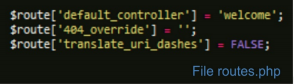 $route['default_controller'] = 'welcome';
$route['404_override'] = '';
$route['translate_uri_dashes'] = FALSE;
File routes.php